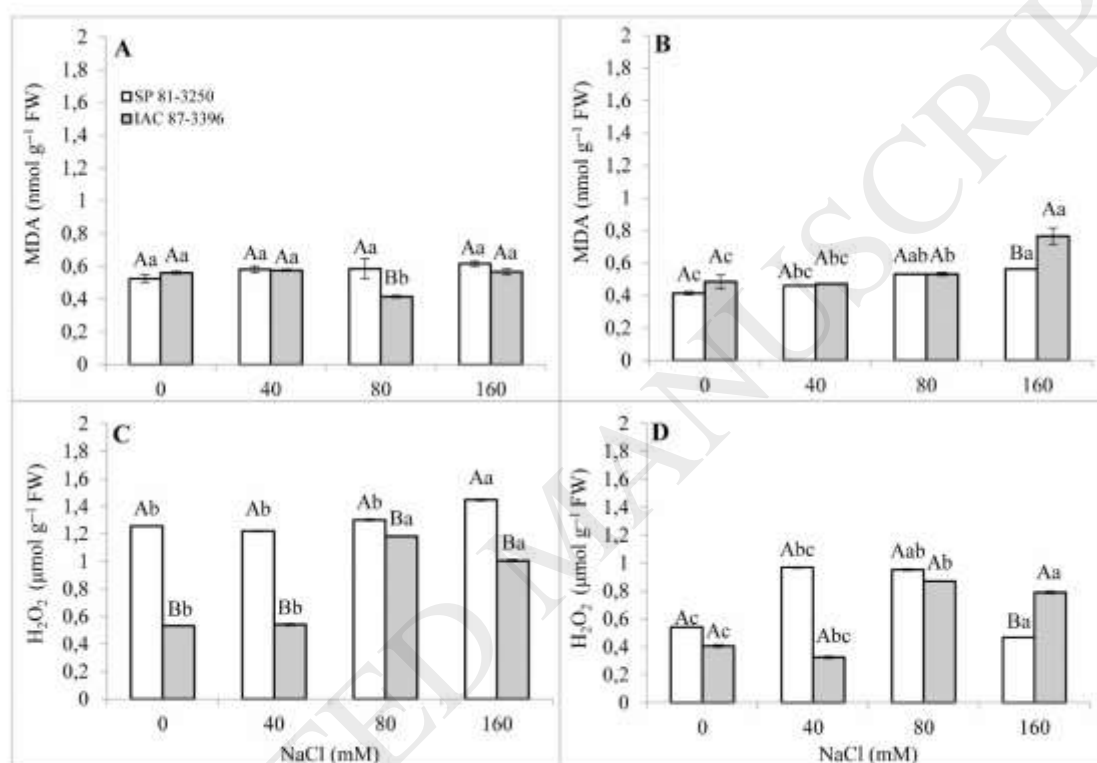 A
2
1,8
1,6
1,4
1,2
1
0,8
0,6
0,4
0,2
0
MDA (nmol g⁻¹ FW)
SP 81-3250
IAC 87-3396
Aa Aa Aa Aa Aa Bb Aa Aa
0 40 80 160
B
2
1,8
1,6
1,4
1,2
1
0,8
0,6
0,4
0,2
0
MDA (nmol g⁻¹ FW)
Ac Ac Abc Abc Aab Ab Ba Aa
0 40 80 160
C
2
1,8
1,6
1,4
1,2
1
0,8
0,6
0,4
0,2
0
H₂O₂ (μmol g⁻¹ FW)
Ab Bb Ab Bb Ab Ba Aa Ba
0 40 80 160
NaCl (mM)
D
2
1,8
1,6
1,4
1,2
1
0,8
0,6
0,4
0,2
0
H₂O₂ (μmol g⁻¹ FW)
Ac Ac Abc Abc Aab Ab Ba Aa
0 40 80 160
NaCl (mM)
TED MANUSCRIP